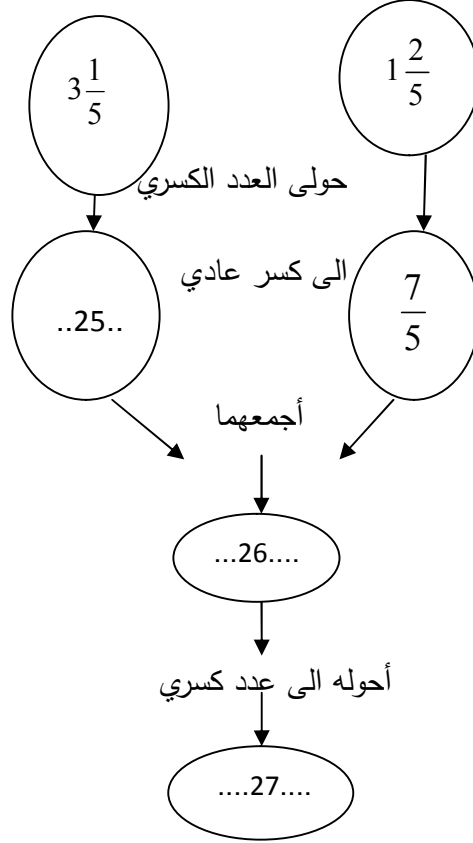 3 1/5 1 2/5
حولى العدد الكسري
الى كسر عادي
..25.. 7/5
أجمعهما
...26....
أحوله الى عدد كسري
....27....